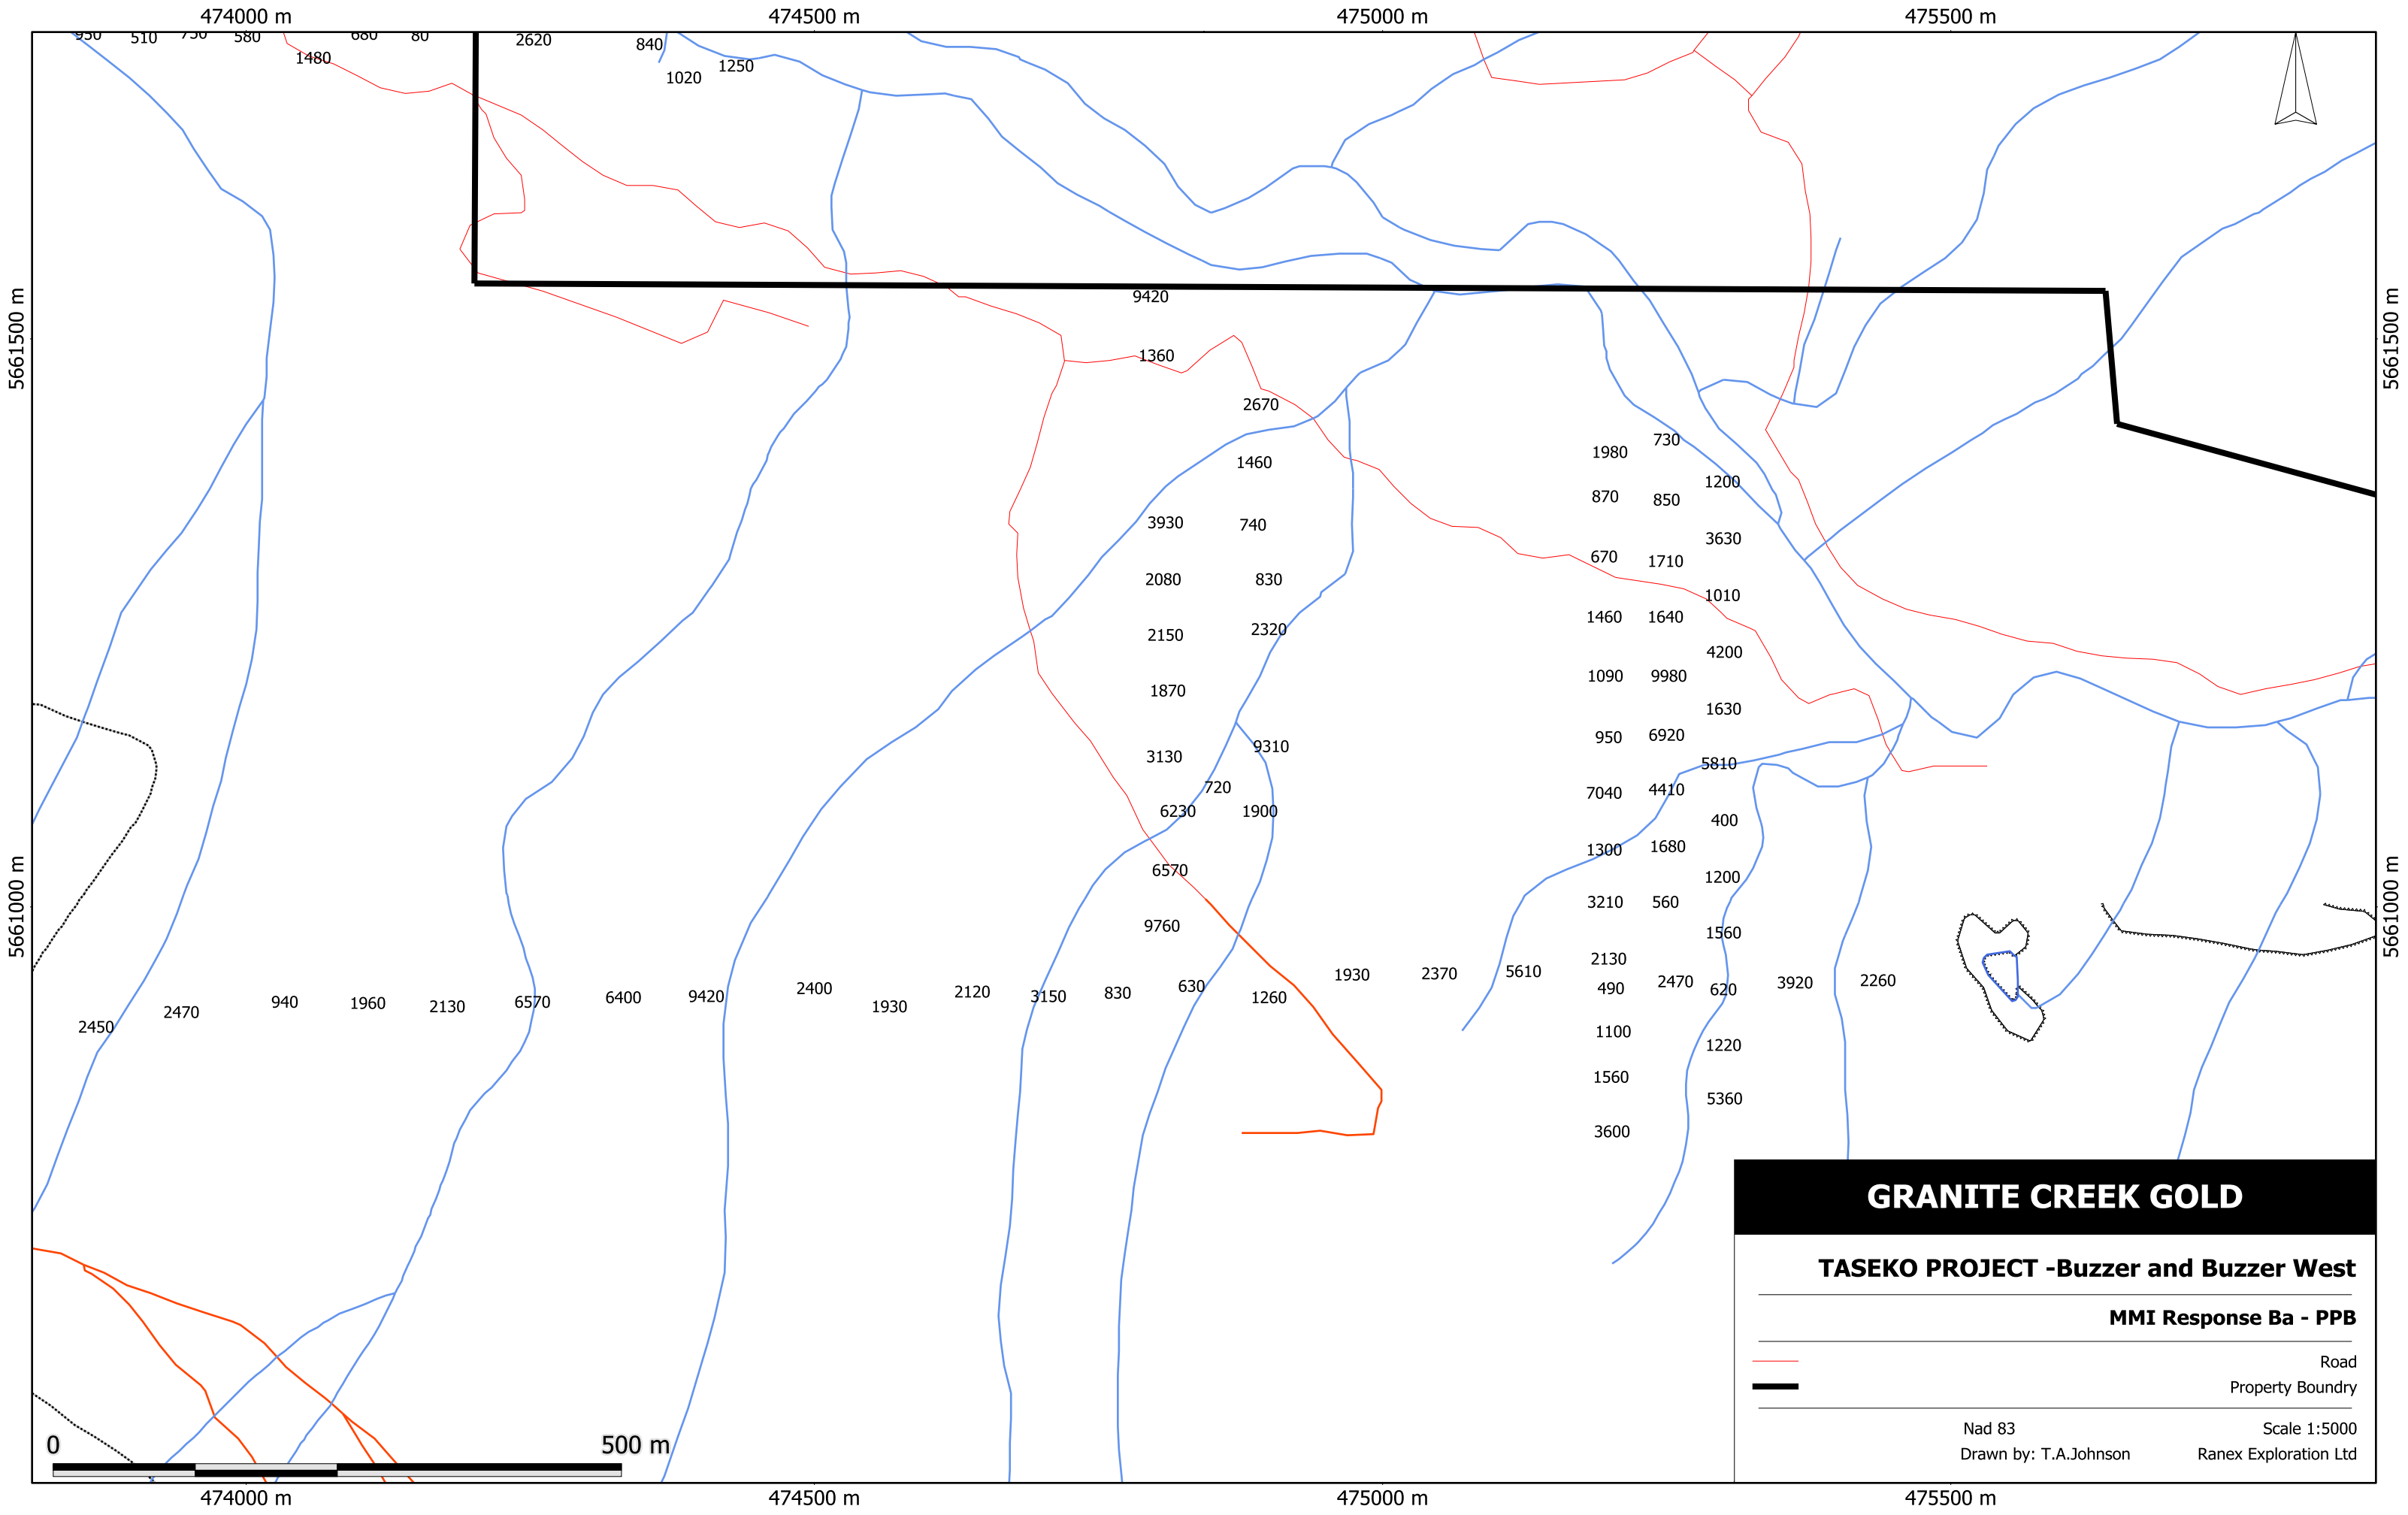 474000 m 474500 m 475000 m 475500 m
950 510 750 580 680 80 2620 840
1480 1250
1020
5661500 m 5661500 m
9420
1360
2670
1460
1980 730
1200
870 850
3930 740
3630
670 1710
2080 830
1010
1460 1640
2150 2320
4200
1090 9980
1870
1630
950 6920
9310
3130
5810
720
7040 4410
6230 1900
400
1300 1680
6570
1200
3210 560
9760
1560
5661000 m 5661000 m
2130
1930 2370 5610
490 2470 620 3920 2260
2450 2470 940 1960 2130 6570 6400 9420 2400 1930 2120 3150 830 630 1260
1100
1220
1560
5360
3600
GRANITE CREEK GOLD
TASEKO PROJECT -Buzzer and Buzzer West
MMI Response Ba - PPB
Road
Property Boundry
Nad 83 Scale 1:5000
Drawn by: T.A.Johnson Ranex Exploration Ltd
0 500 m
474000 m 474500 m 475000 m 475500 m